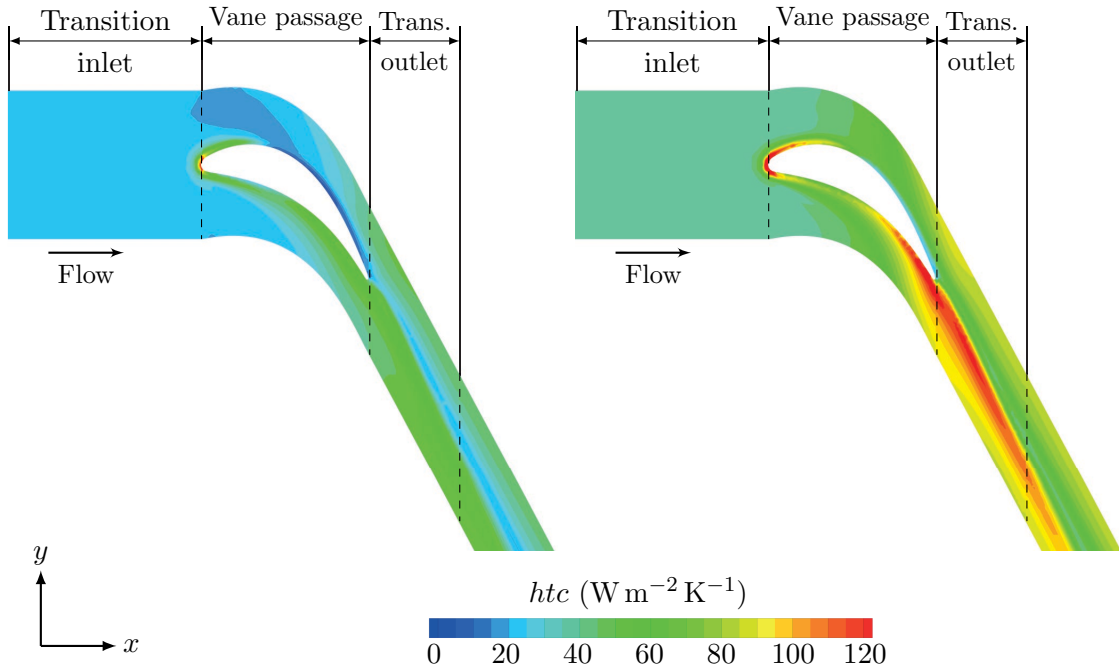 Transition
inlet
Vane passage
Trans.
outlet
Transition
inlet
Vane passage
Trans.
outlet
Flow
Flow
y
x
htc (W m⁻² K⁻¹)
0 20 40 60 80 100 120